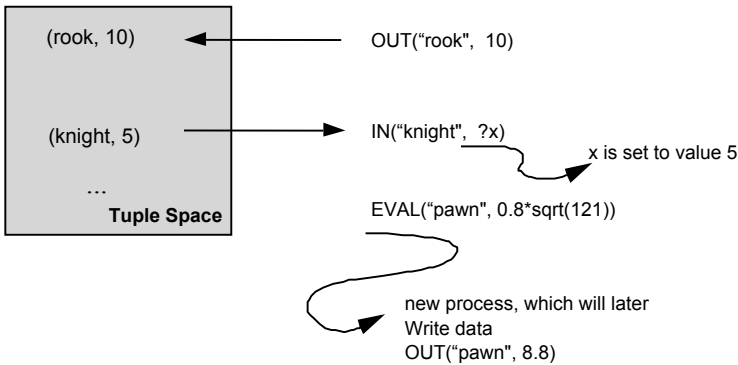 (rook, 10)
OUT(“rook", 10)
(knight, 5)
IN(“knight", ?x)
x is set to value 5
...
Tuple Space
EVAL(“pawn", 0.8*sqrt(121))
new process, which will later
Write data
OUT(“pawn", 8.8)